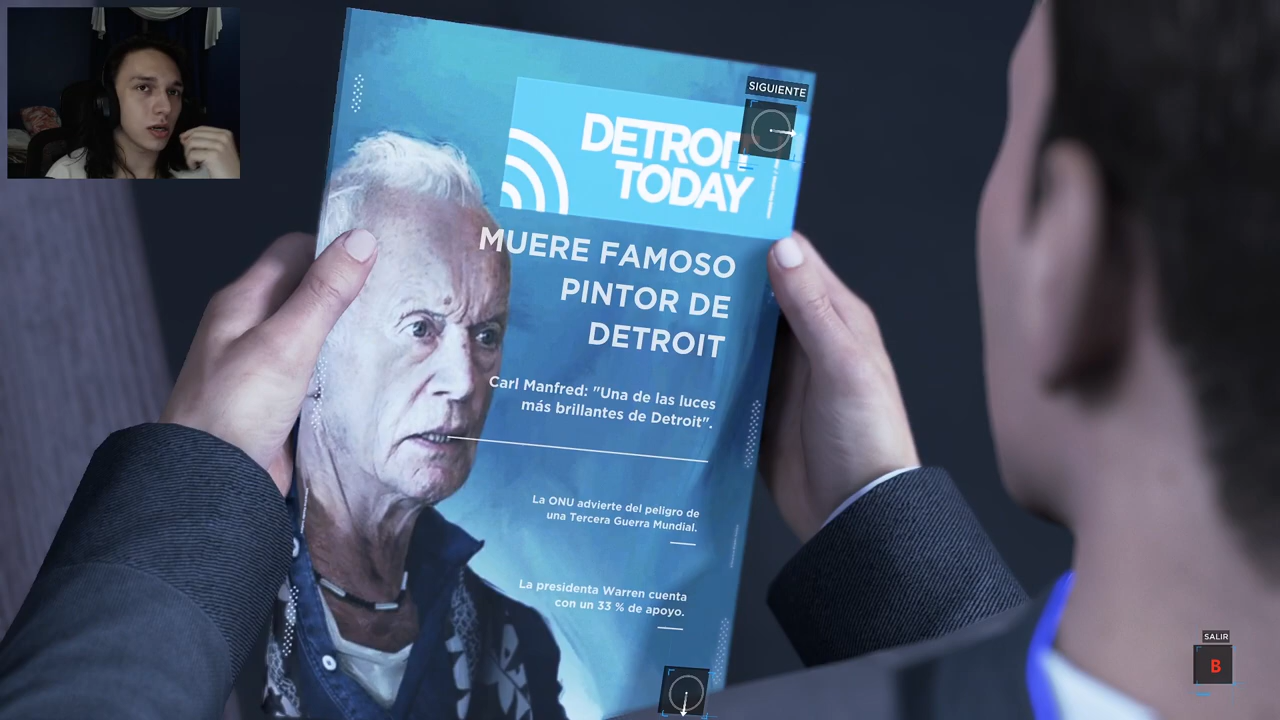 SIGUIENTE
DETROIT
TODAY
MUERE FAMOSO
PINTOR DE
DETROIT
Carl Manfred: "Una de las luces
más brillantes de Detroit".
La ONU advierte del peligro de
una Tercera Guerra Mundial.
La presidenta Warren cuenta
con un 33 % de apoyo.
SALIR
B